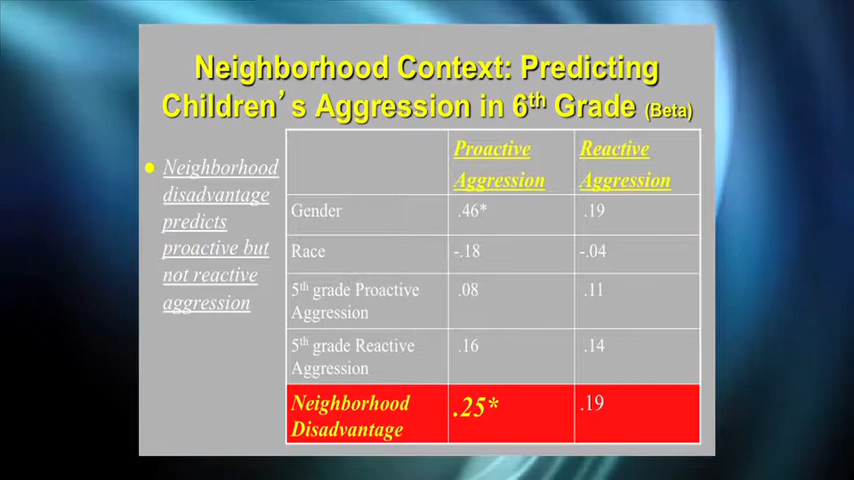 Neighborhood Context: Predicting
Children’s Aggression in 6th Grade (Beta)
Neighborhood
disadvantage
predicts
proactive but
not reactive
aggression
Proactive Aggression
Reactive Aggression
Gender .46* .19
Race -.18 -.04
5th grade Proactive Aggression .08 .11
5th grade Reactive Aggression .16 .14
Neighborhood Disadvantage .25* .19